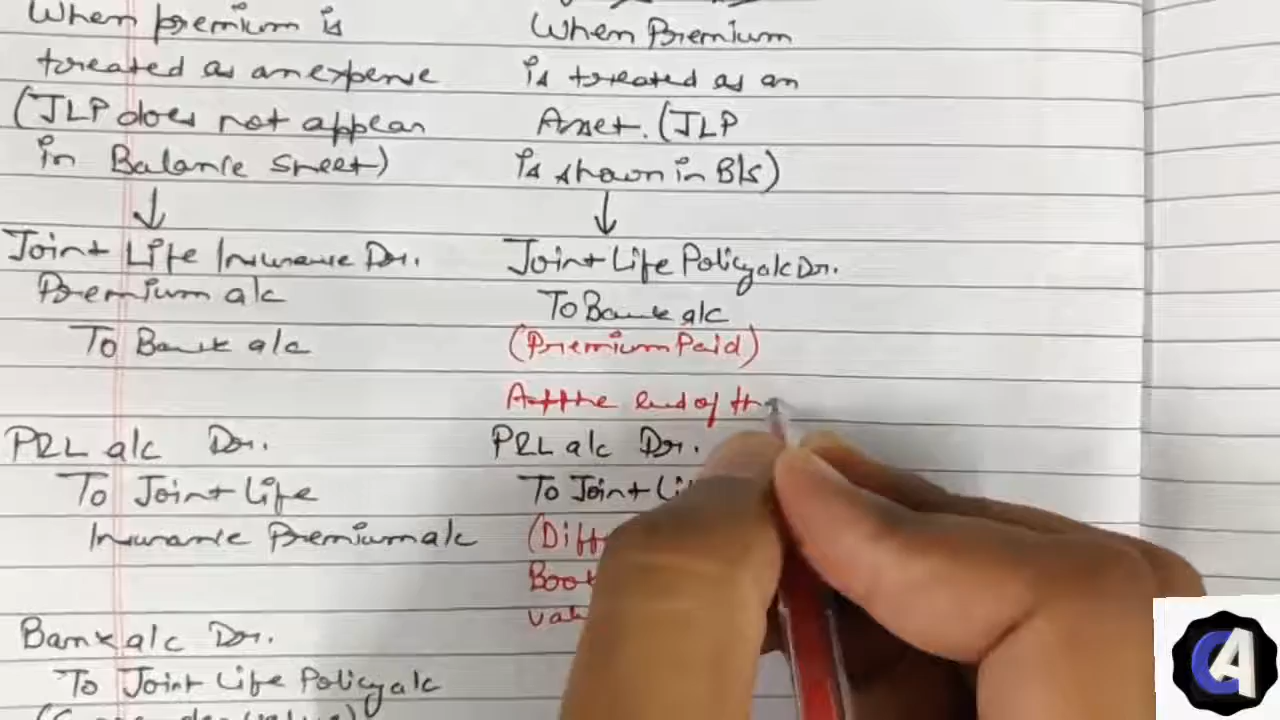 When premium is
treated as an expense
(JLP does not appear
in Balance sheet)
↓
Joint Life Insurance Dr.
Premium a/c
To Bank a/c
P&L a/c Dr.
To Joint Life
Insurance Premium a/c
Bank a/c Dr.
To Joint Life Policy a/c
When Premium
is treated as an
Asset. (JLP
is shown in B/s)
↓
Joint Life Policy a/c Dr.
To Bank a/c
(Premium Paid)
At the end of th
P&L a/c Dr.
To Joint Li
(Diff
Book
val
CA